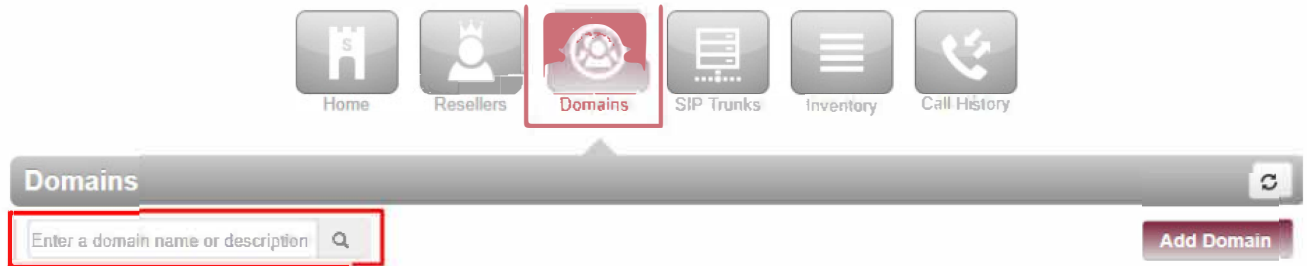 S
Home
Resellers
Domains
SIP Trunks
Inventory
Call History
Domains
Enter a domain name or description
Add Domain